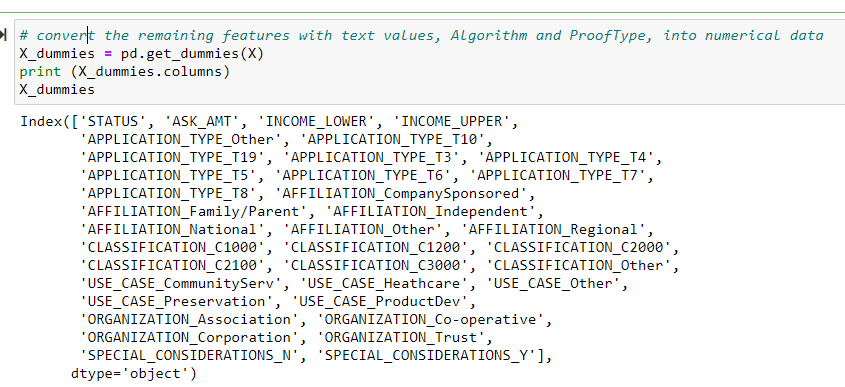 # convert the remaining features with text values, Algorithm and ProofType, into numerical data
X_dummies = pd.get_dummies(X)
print (X_dummies.columns)
X_dummies
Index(['STATUS', 'ASK_AMT', 'INCOME_LOWER', 'INCOME_UPPER',
'APPLICATION_TYPE_Other', 'APPLICATION_TYPE_T10',
'APPLICATION_TYPE_T19', 'APPLICATION_TYPE_T3', 'APPLICATION_TYPE_T4',
'APPLICATION_TYPE_T5', 'APPLICATION_TYPE_T6', 'APPLICATION_TYPE_T7',
'APPLICATION_TYPE_T8', 'AFFILIATION_CompanySponsored',
'AFFILIATION_Family/Parent', 'AFFILIATION_Independent',
'AFFILIATION_National', 'AFFILIATION_Other', 'AFFILIATION_Regional',
'CLASSIFICATION_C1000', 'CLASSIFICATION_C1200', 'CLASSIFICATION_C2000',
'CLASSIFICATION_C2100', 'CLASSIFICATION_C3000', 'CLASSIFICATION_Other',
'USE_CASE_CommunityServ', 'USE_CASE_Heathcare', 'USE_CASE_Other',
'USE_CASE_Preservation', 'USE_CASE_ProductDev',
'ORGANIZATION_Association', 'ORGANIZATION_Co-operative',
'ORGANIZATION_Corporation', 'ORGANIZATION_Trust',
'SPECIAL_CONSIDERATIONS_N', 'SPECIAL_CONSIDERATIONS_Y'],
dtype='object')